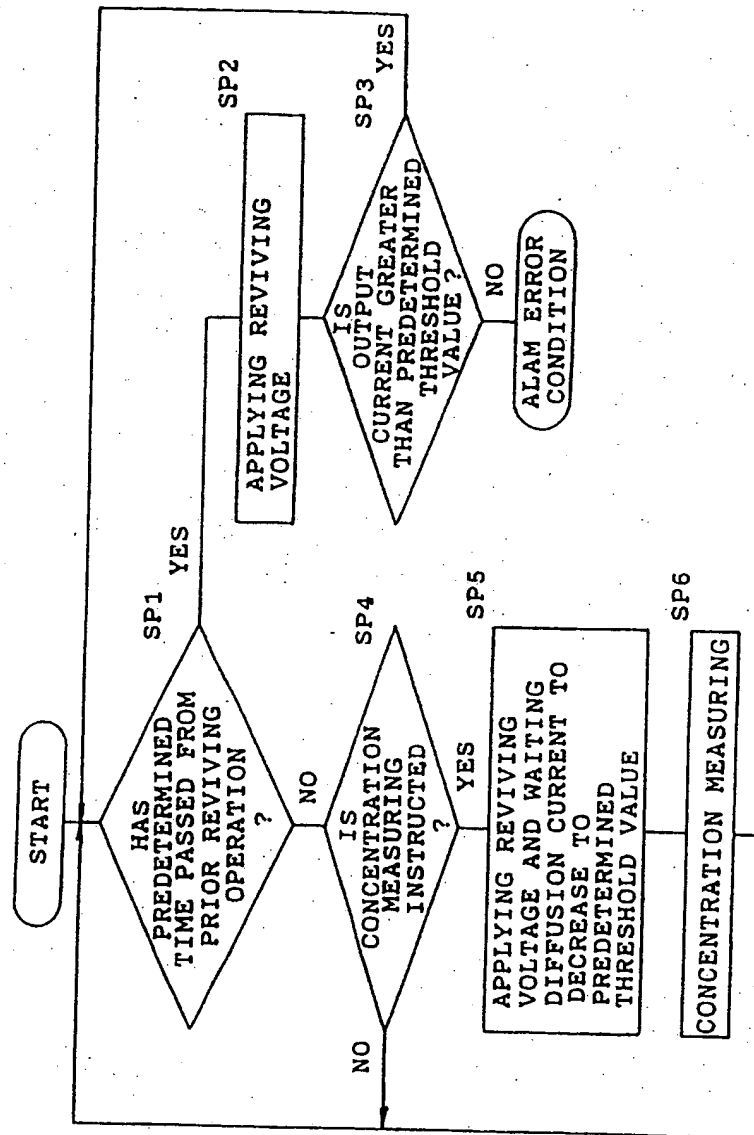 START
SP1
HAS
PREDETERMINED
TIME PASSED FROM
PRIOR REVIVING
OPERATION
?
YES
NO
SP2
APPLYING REVIVING
VOLTAGE
SP3
IS
OUTPUT
CURRENT GREATER
THAN PREDETERMINED
THRESHOLD
VALUE ?
YES
NO
ALAM ERROR
CONDITION
SP4
IS
CONCENTRATION
MEASURING
INSTRUCTED
?
NO
YES
SP5
APPLYING REVIVING
VOLTAGE AND WAITING
DIFFUSION CURRENT TO
DECREASE TO
PREDETERMINED
THRESHOLD VALUE
SP6
CONCENTRATION MEASURING